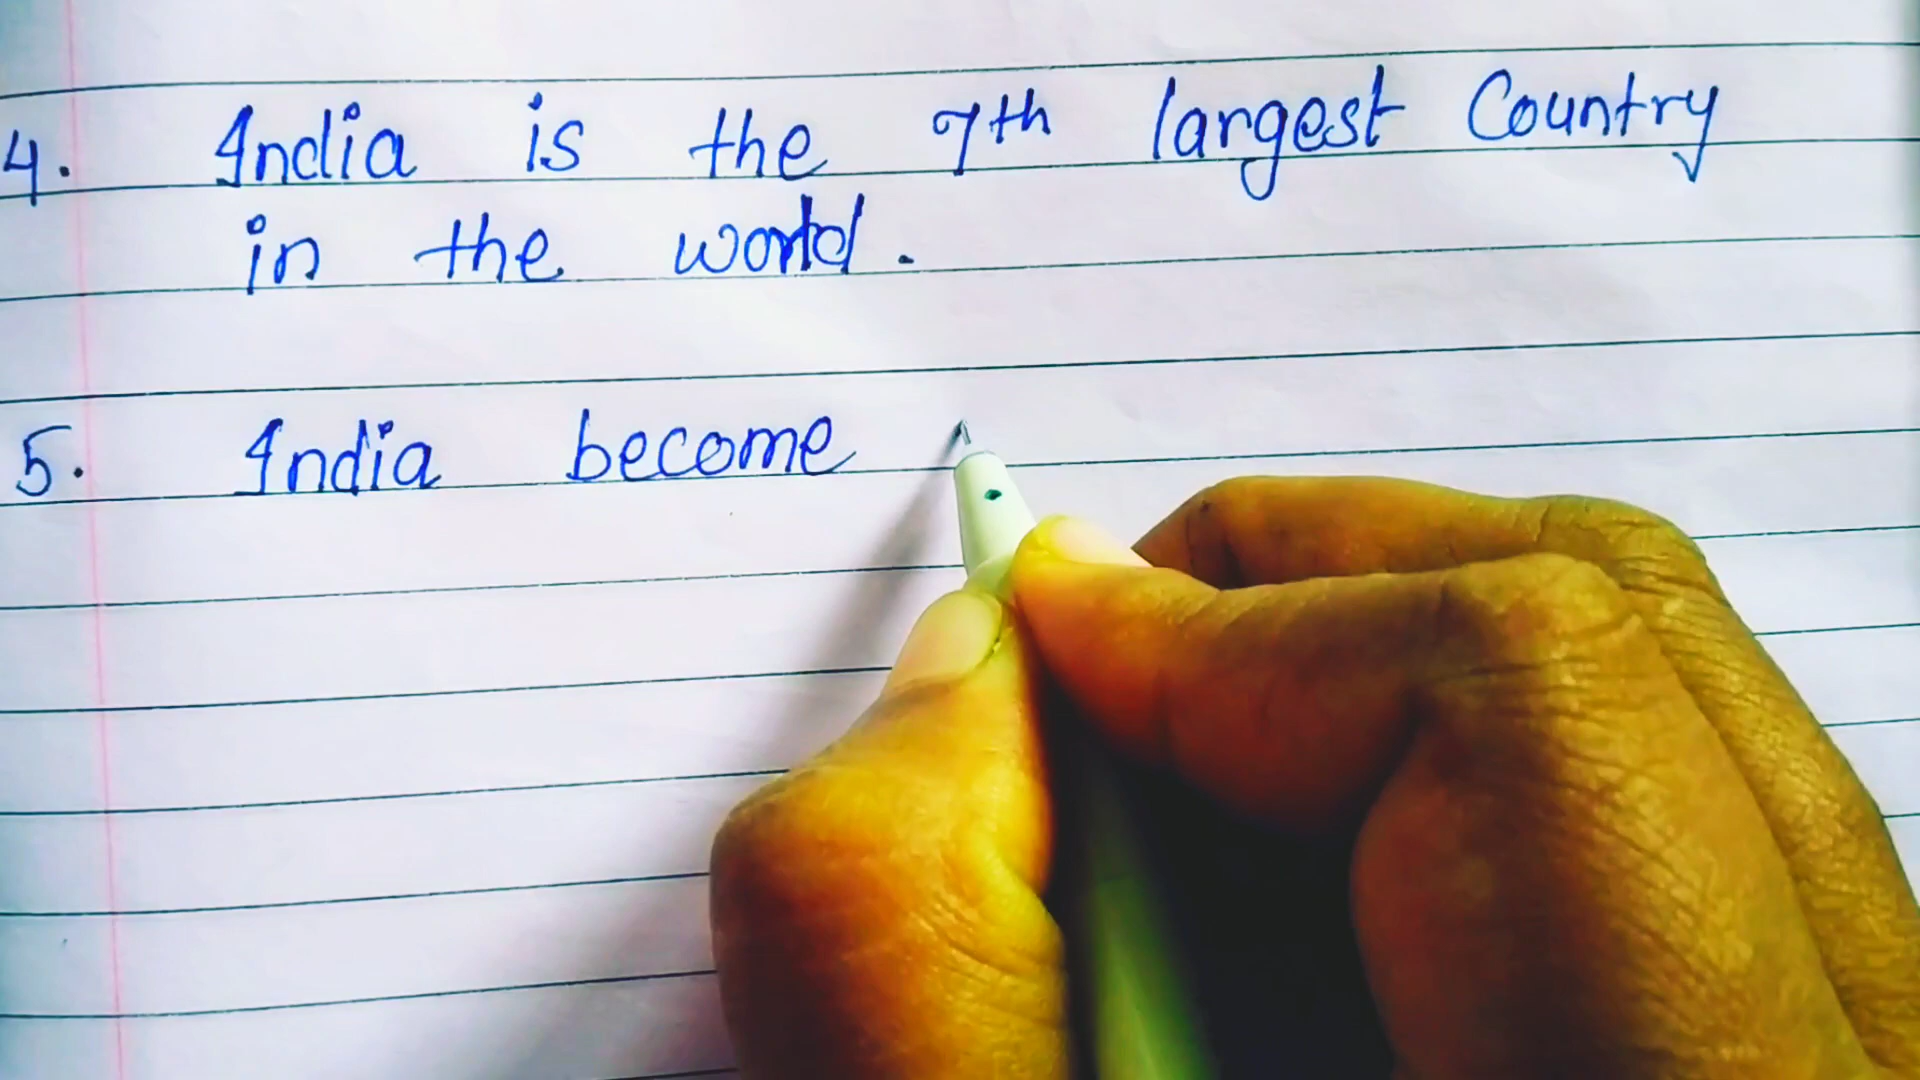 4. India is the 7th largest Country
in the world.
5. India become